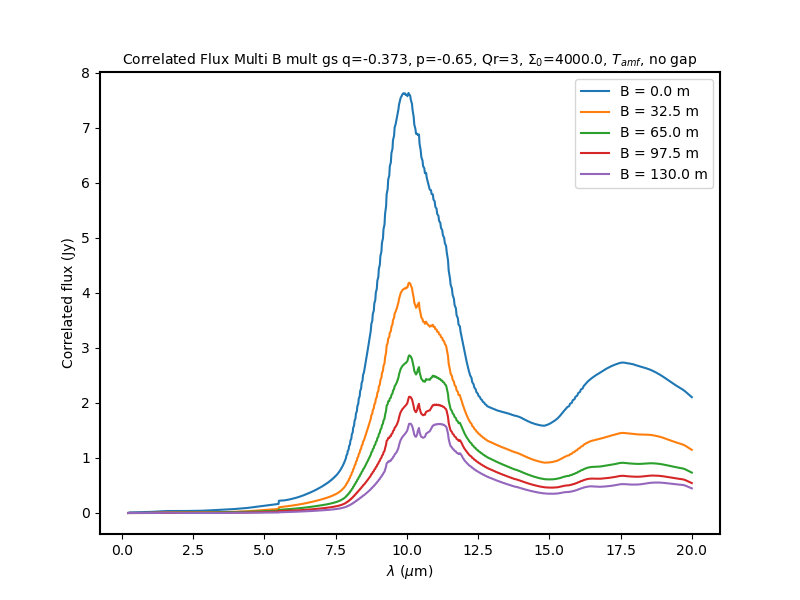 Correlated Flux Multi B mult gs q=-0.373, p=-0.65, Qr=3, Σ₀=4000.0, T_amf, no gap
B = 0.0 m
B = 32.5 m
B = 65.0 m
B = 97.5 m
B = 130.0 m
8
7
6
5
4
3
2
1
0
Correlated flux (Jy)
0.0 2.5 5.0 7.5 10.0 12.5 15.0 17.5 20.0
λ (μm)